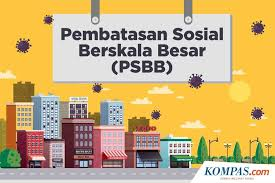 Pembatasan Sosial
Berskala Besar
(PSBB)
KOMPAS.com